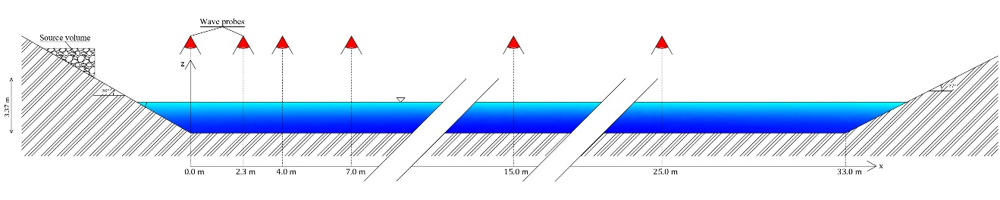 Wave probes
Source volume
z
30°
27°
3.37 m
x
0.0 m 2.3 m 4.0 m 7.0 m 15.0 m 25.0 m 33.0 m